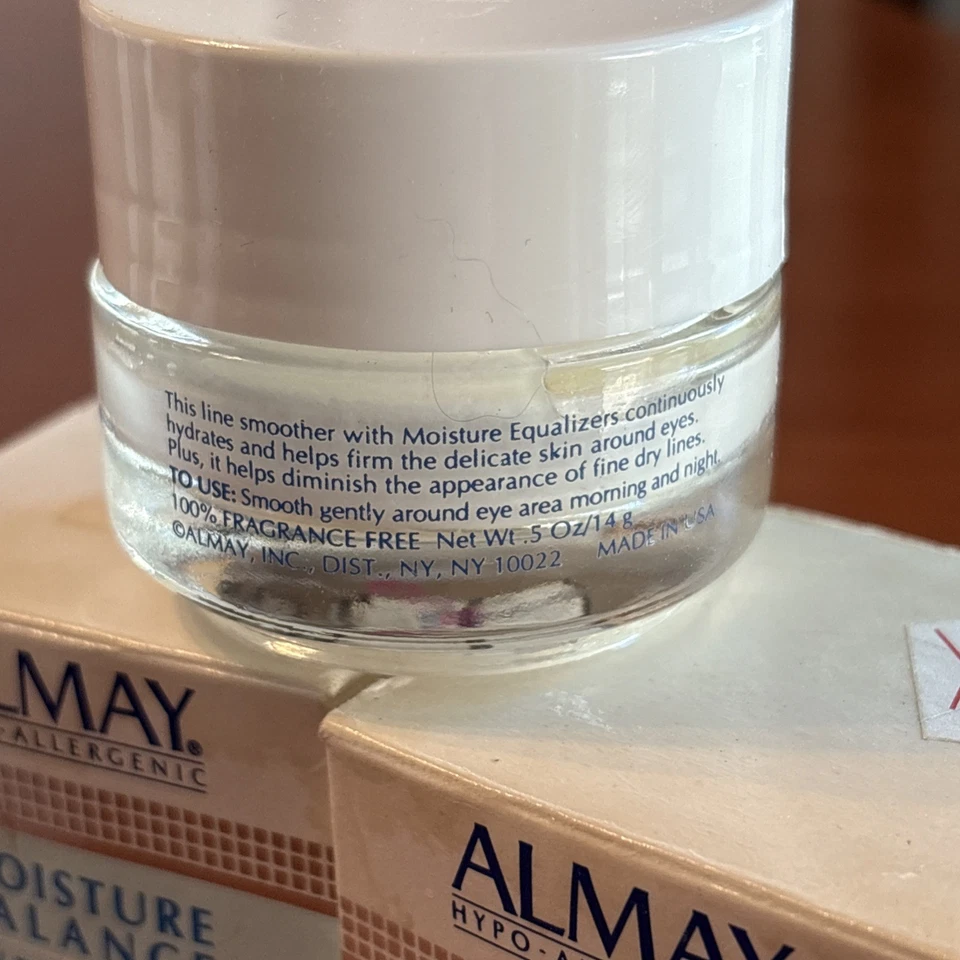 This line smoother with Moisture Equalizers continuously
hydrates and helps firm the delicate skin around eyes.
Plus, it helps diminish the appearance of fine dry lines.
TO USE: Smooth gently around eye area morning and night.
100% FRAGRANCE FREE Net Wt .5 Oz/14 g
©ALMAY, INC., DIST., NY, NY 10022 MADE IN USA
LMAY®
-ALLERGENIC
OISTURE
ALANCE
ALMAY
HYPO-A